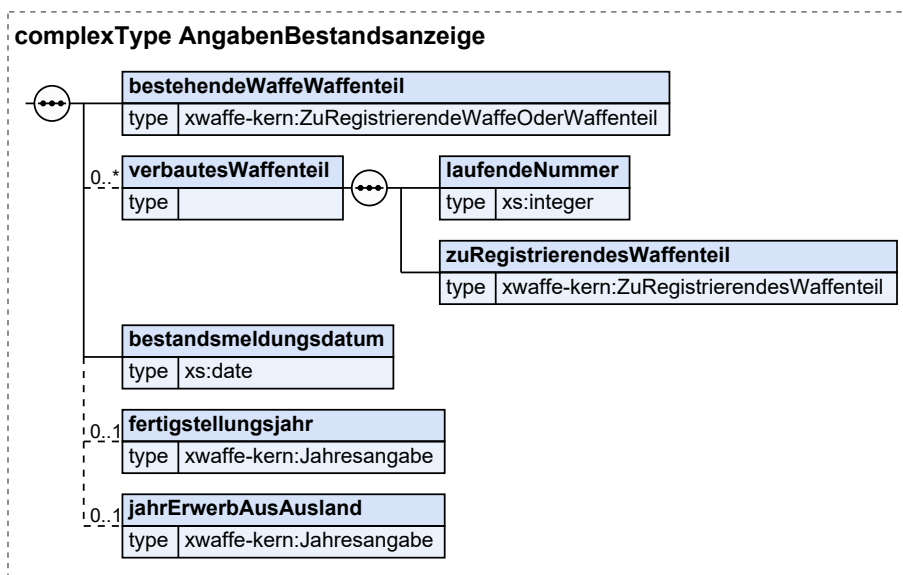 complexType AngabenBestandsanzeige
bestehendeWaffeWaffenteil
type xwaffe-kern:ZuRegistrierendeWaffeOderWaffenteil
0..* verbautesWaffenteil
type
laufendeNummer
type xs:integer
zuRegistrierendesWaffenteil
type xwaffe-kern:ZuRegistrierendesWaffenteil
bestandsmeldungsdatum
type xs:date
0..1 fertigstellungsjahr
type xwaffe-kern:Jahresangabe
0..1 jahrErwerbAusAusland
type xwaffe-kern:Jahresangabe